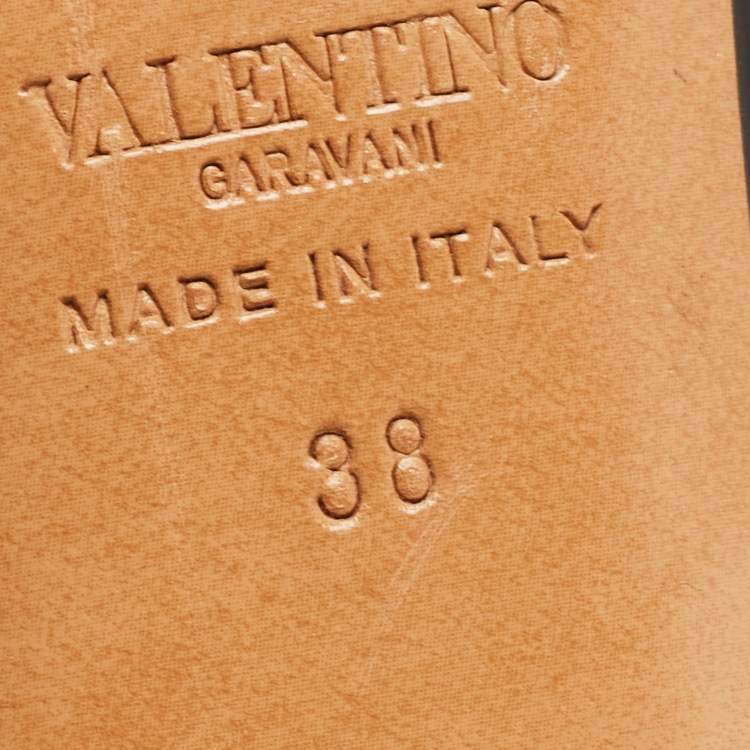 VALENTINO
GARAVANI
MADE IN ITALY
38